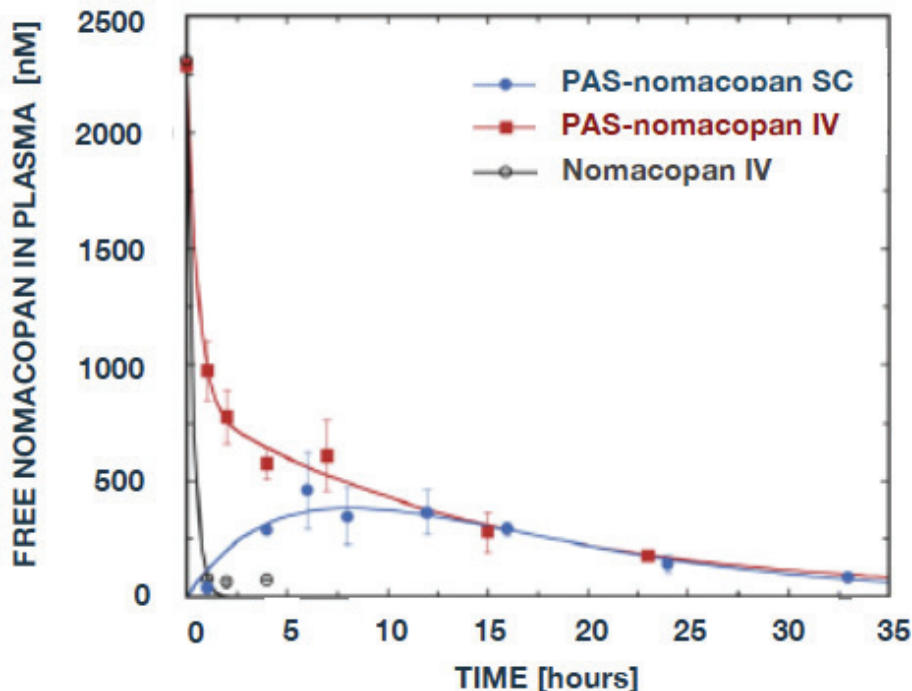 2500
2000
1500
1000
500
0
FREE NOMACOPAN IN PLASMA [nM]
PAS-nomacopan SC
PAS-nomacopan IV
Nomacopan IV
0 5 10 15 20 25 30 35
TIME [hours]